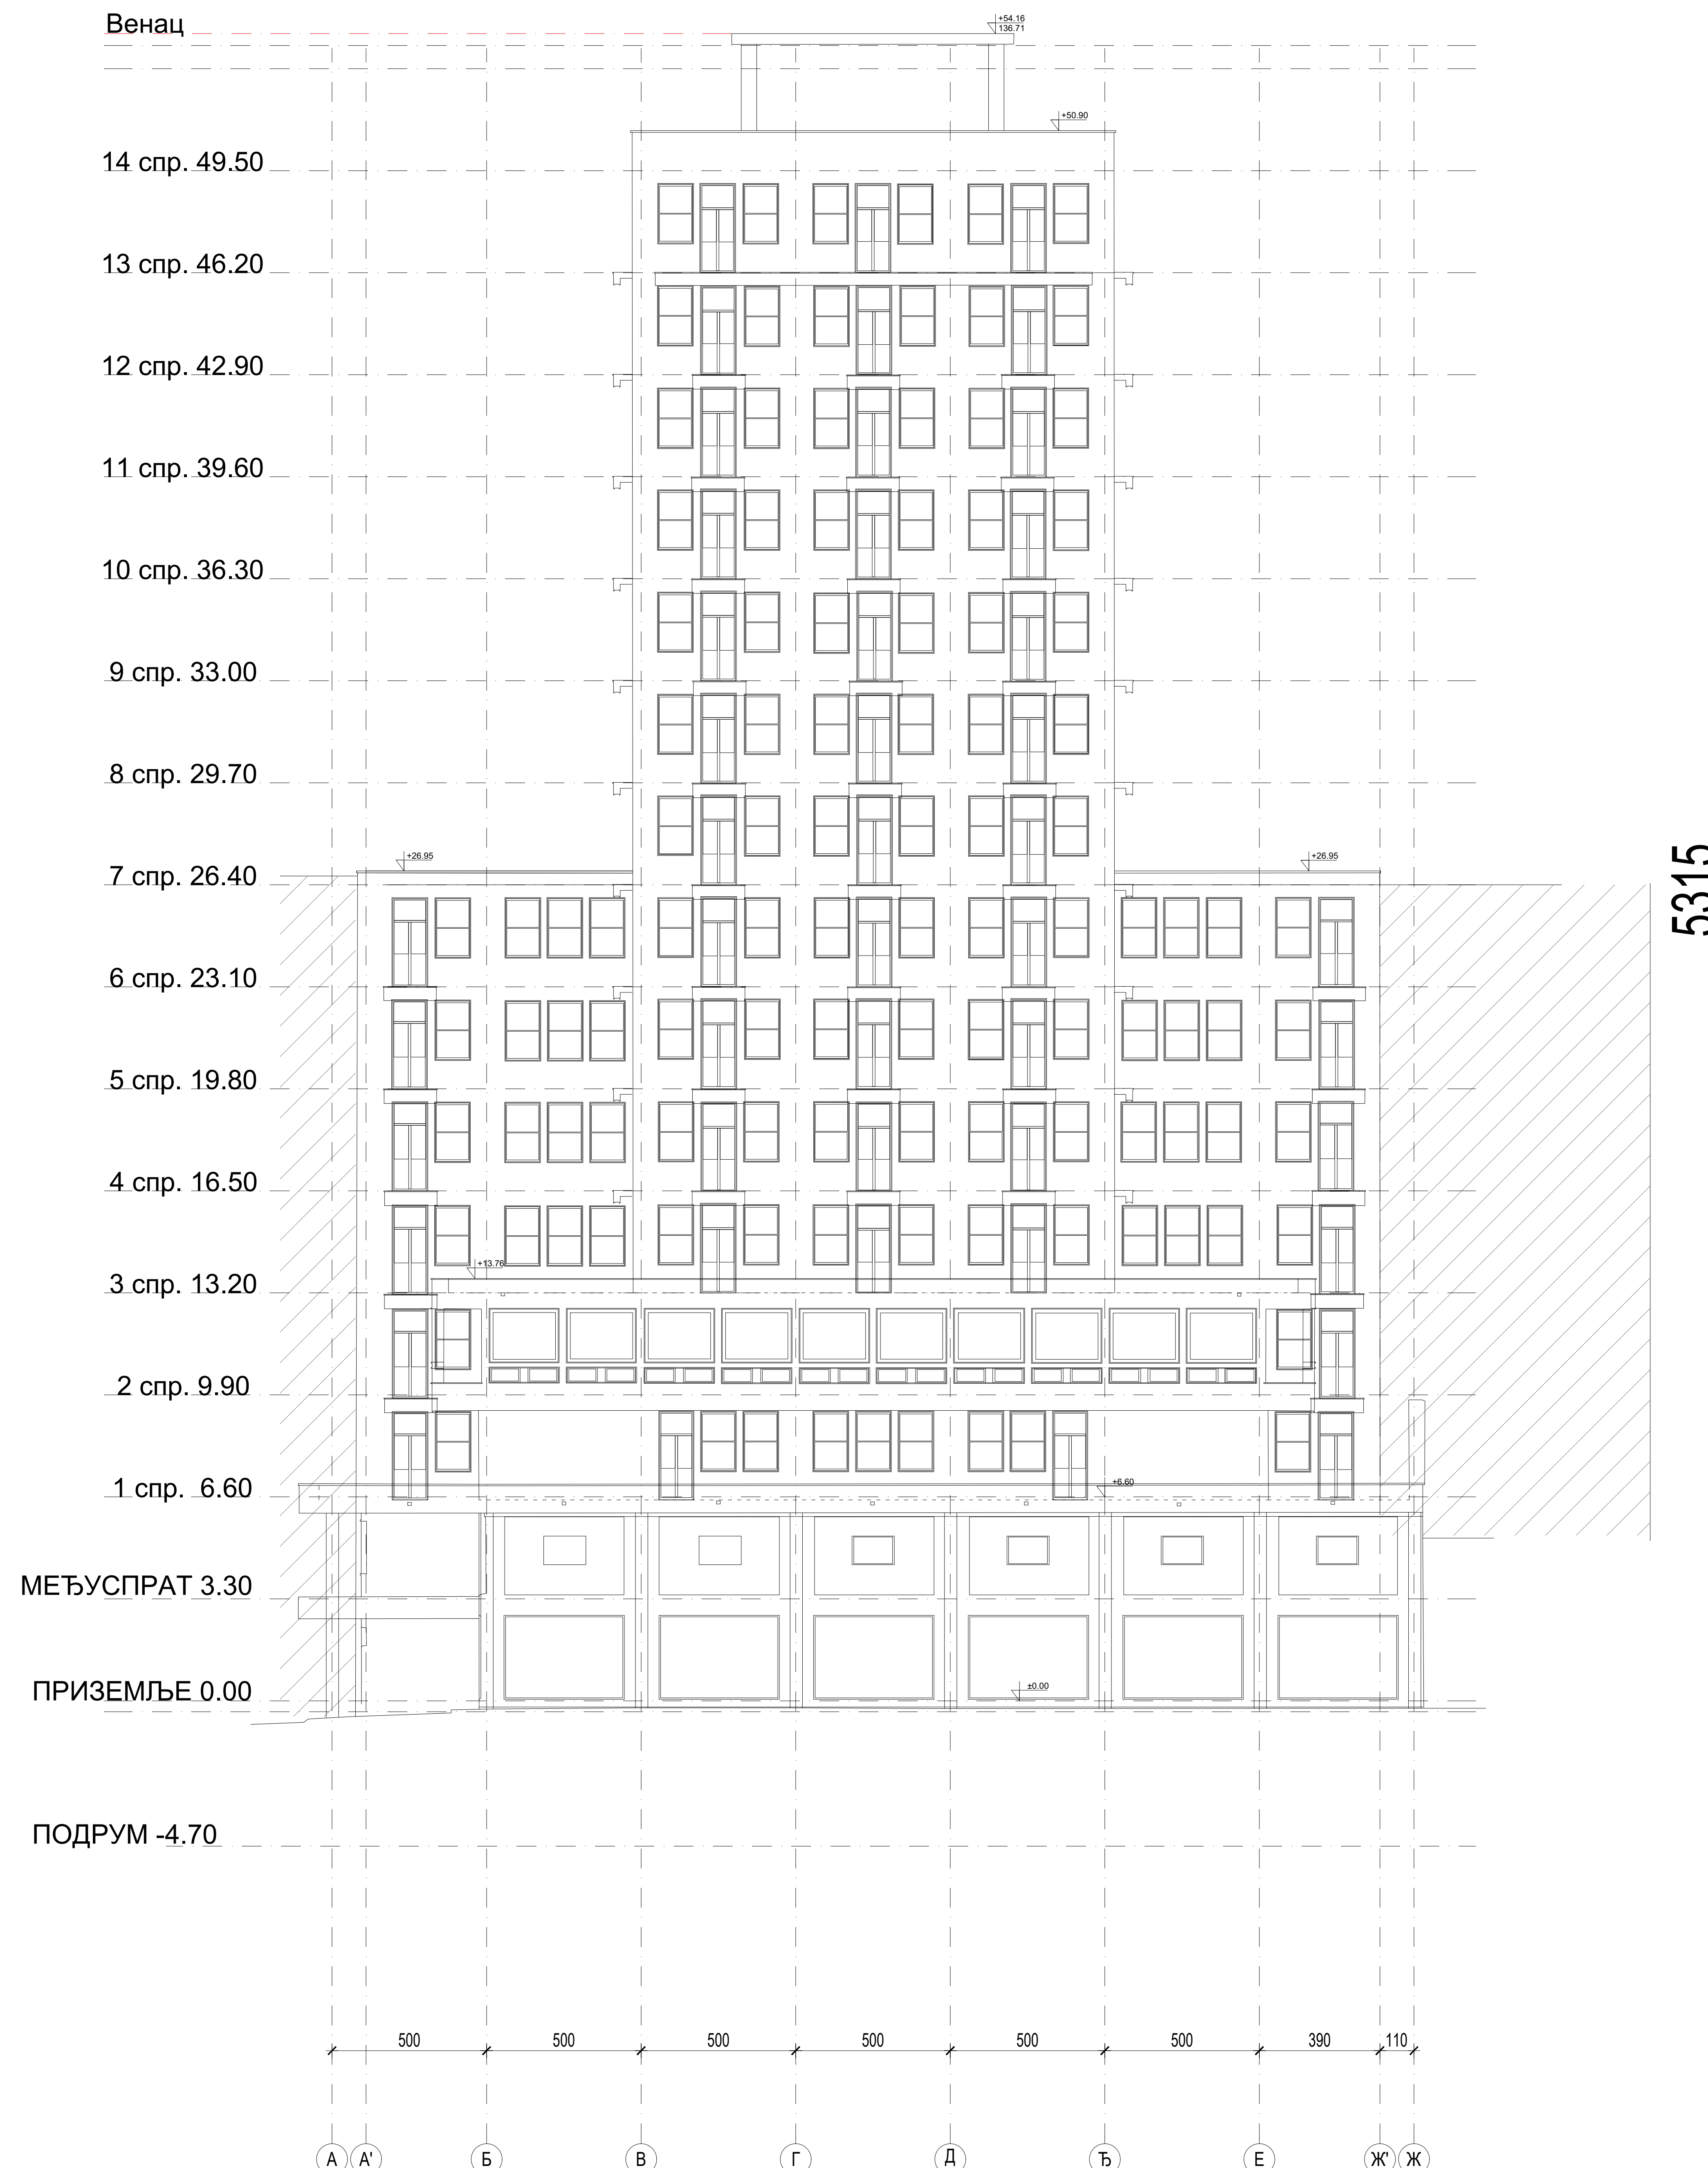 Венац
+54.16
136.71
+50.90
14 спр. 49.50
13 спр. 46.20
12 спр. 42.90
11 спр. 39.60
10 спр. 36.30
9 спр. 33.00
8 спр. 29.70
+26.95
+26.95
7 спр. 26.40
5315
6 спр. 23.10
5 спр. 19.80
4 спр. 16.50
+13.76
3 спр. 13.20
2 спр. 9.90
1 спр. 6.60
+6.60
МЕЂУСПРАТ 3.30
ПРИЗЕМЉЕ 0.00
±0.00
ПОДРУМ -4.70
500 500 500 500 500 500 390 110
А А' Б В Г Д Ђ Е Ж' Ж